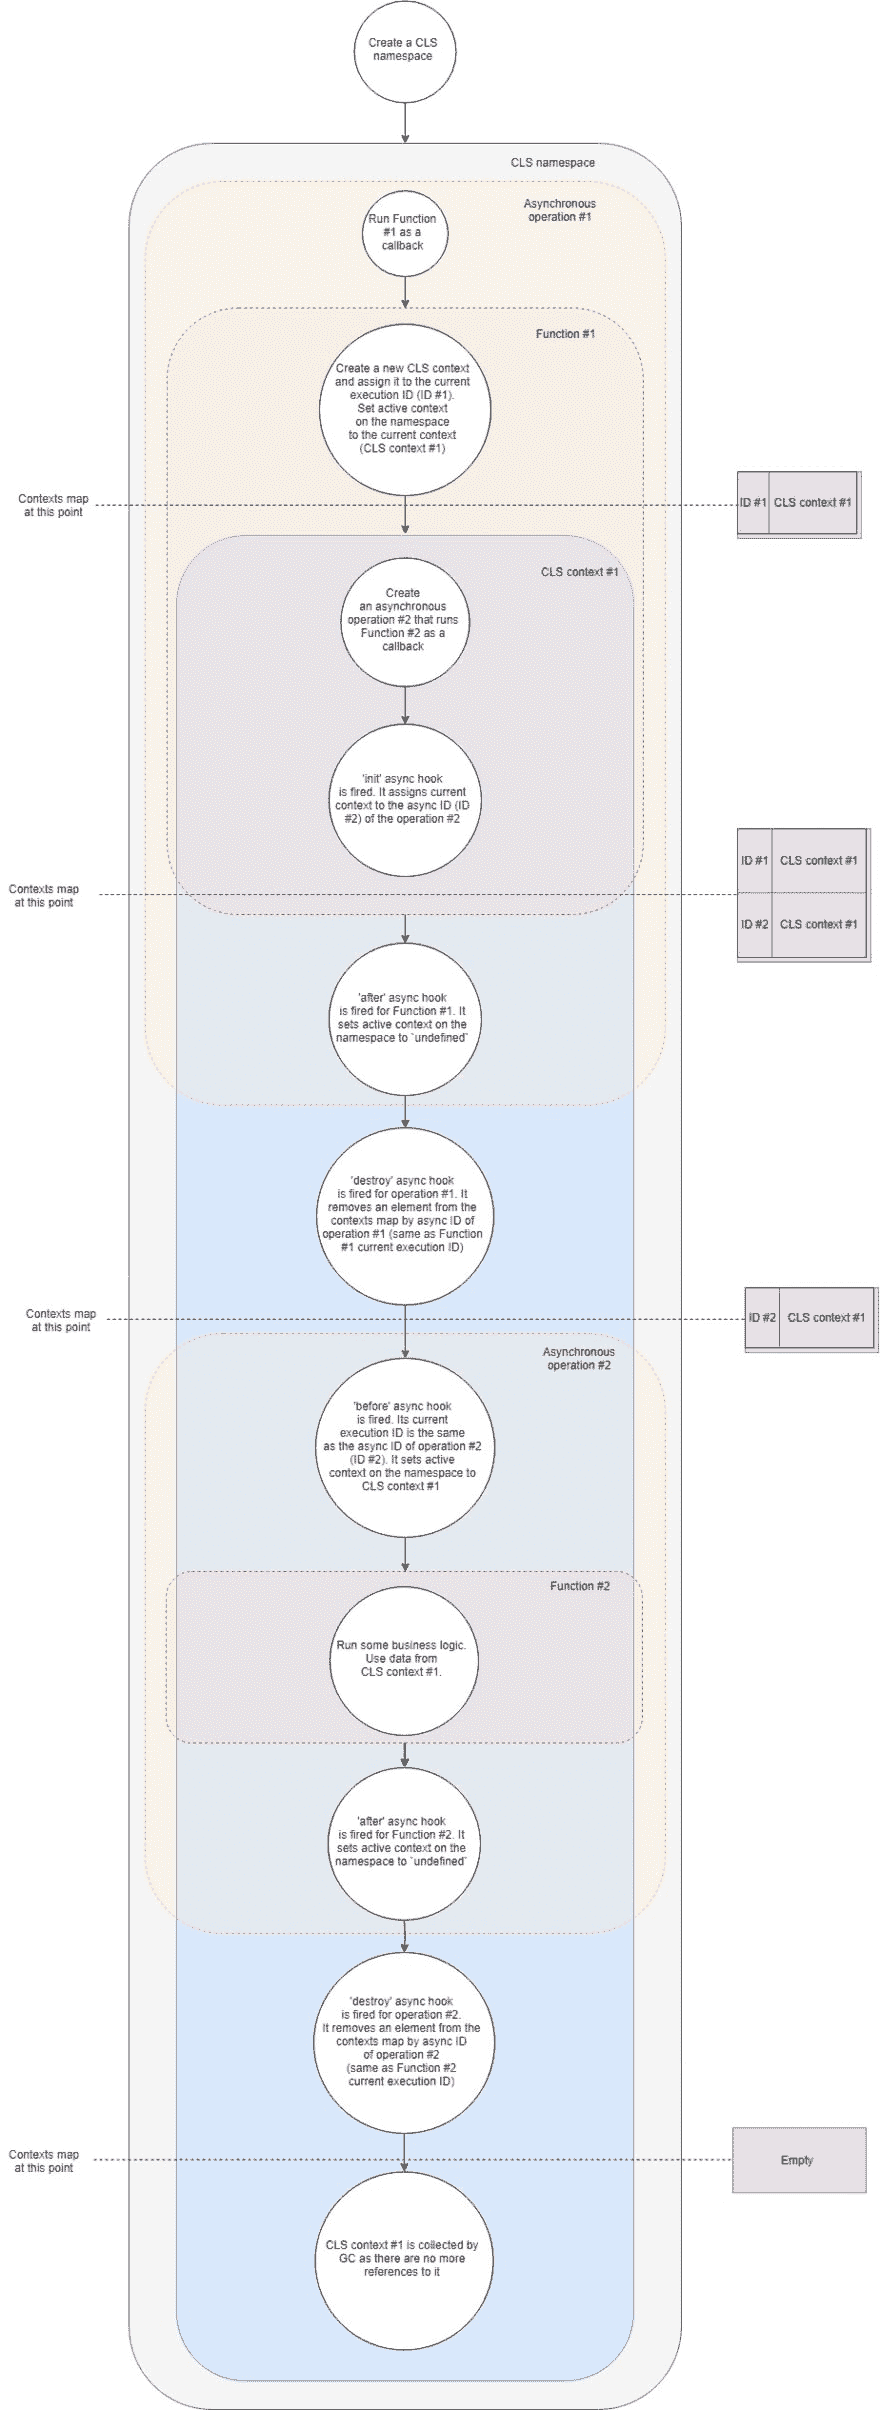 Create a CLS
namespace
CLS namespace
Asynchronous
operation #1
Run Function
#1 as a
callback
Function #1
Create a new CLS context
and assign it to the current
execution ID (ID #1).
Set active context
on the namespace
to the current context
(CLS context #1)
Contexts map
at this point
ID #1
CLS context #1
CLS context #1
Create
an asynchronous
operation #2 that runs
Function #2 as a
callback
'init' async hook
is fired. It assigns current
context to the async ID (ID
#2) of the operation #2
Contexts map
at this point
ID #1
CLS context #1
ID #2
CLS context #1
'after' async hook
is fired for Function #1. It
sets active context on the
namespace to `undefined`
'destroy' async hook
is fired for operation #1. It
removes an element from the
contexts map by async ID of
operation #1 (same as Function
#1 current execution ID)
Contexts map
at this point
ID #2
CLS context #1
Asynchronous
operation #2
'before' async hook
is fired. Its current
execution ID is the same
as the async ID of operation #2
(ID #2). It sets active
context on the namespace to
CLS context #1
Function #2
Run some business logic.
Use data from
CLS context #1.
'after' async hook
is fired for Function #2. It
sets active context on the
namespace to `undefined`
'destroy' async hook
is fired for operation #2.
It removes an element from the
contexts map by async ID
of operation #2
(same as Function #2
current execution ID)
Contexts map
at this point
Empty
CLS context #1 is collected by
GC as there are no more
references to it